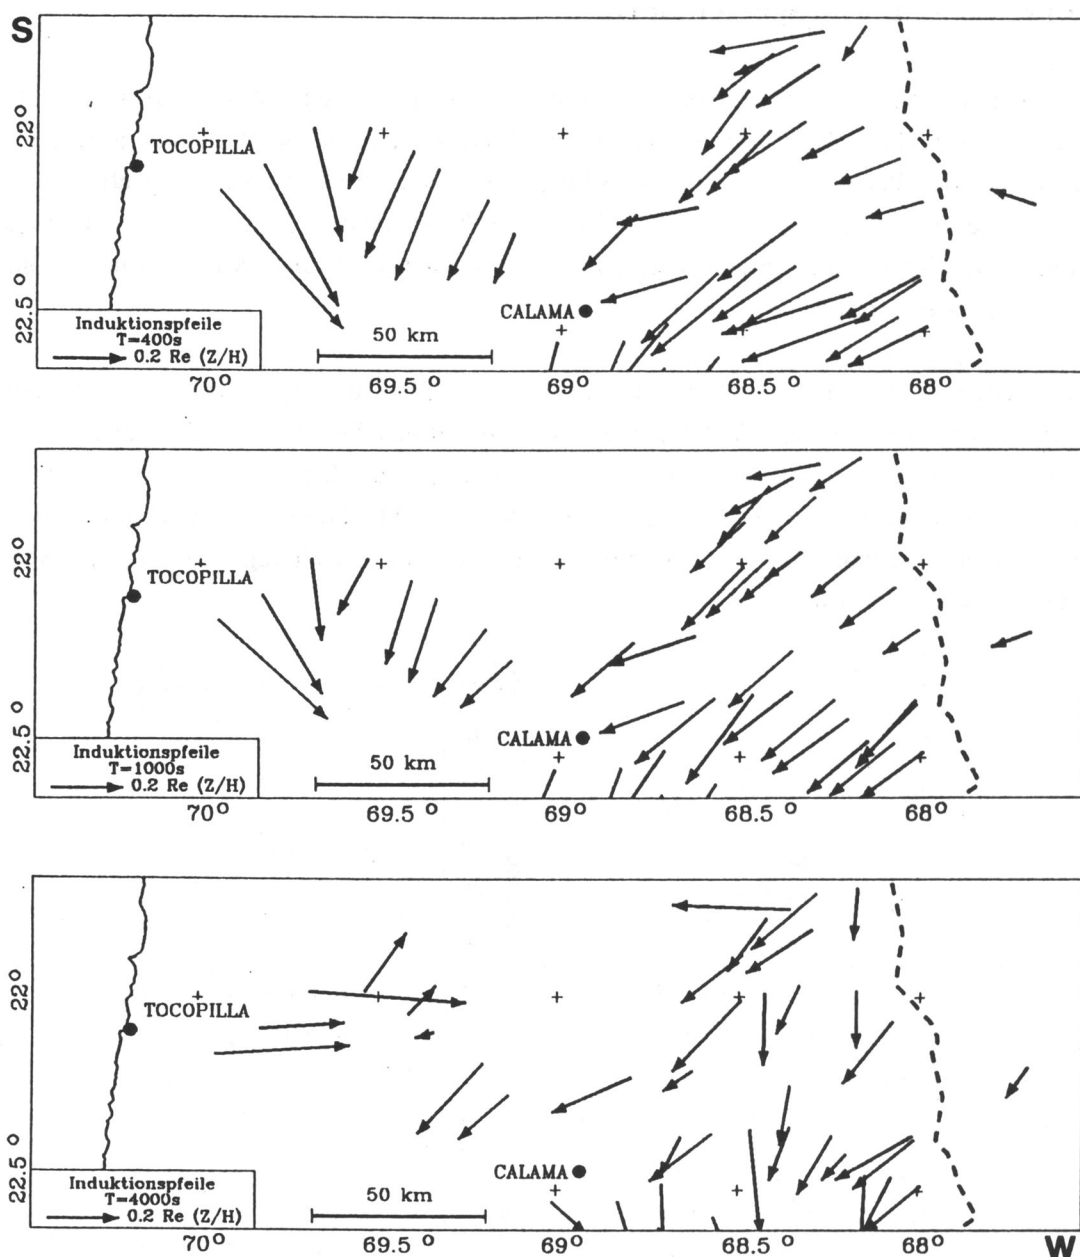 S
22°
TOCOPILLA
CALAMA
22.5°
Induktionspfeile
T=400s
0.2 Re (Z/H)
50 km
70° 69.5° 69° 68.5° 68°
22°
TOCOPILLA
CALAMA
22.5°
Induktionspfeile
T=1000s
0.2 Re (Z/H)
50 km
70° 69.5° 69° 68.5° 68°
22°
TOCOPILLA
CALAMA
22.5°
Induktionspfeile
T=4000s
0.2 Re (Z/H)
50 km
70° 69.5° 69° 68.5° 68° W